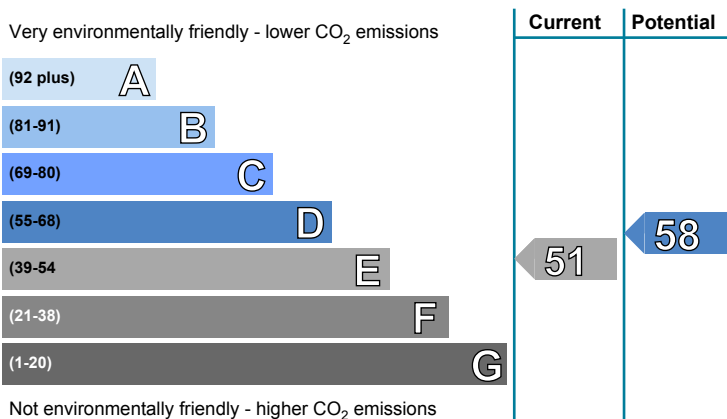 Very environmentally friendly - lower CO2 emissions
Current
Potential
(92 plus) A
(81-91) B
(69-80) C
(55-68) D
(39-54 E
(21-38) F
(1-20) G
51
58
Not environmentally friendly - higher CO2 emissions